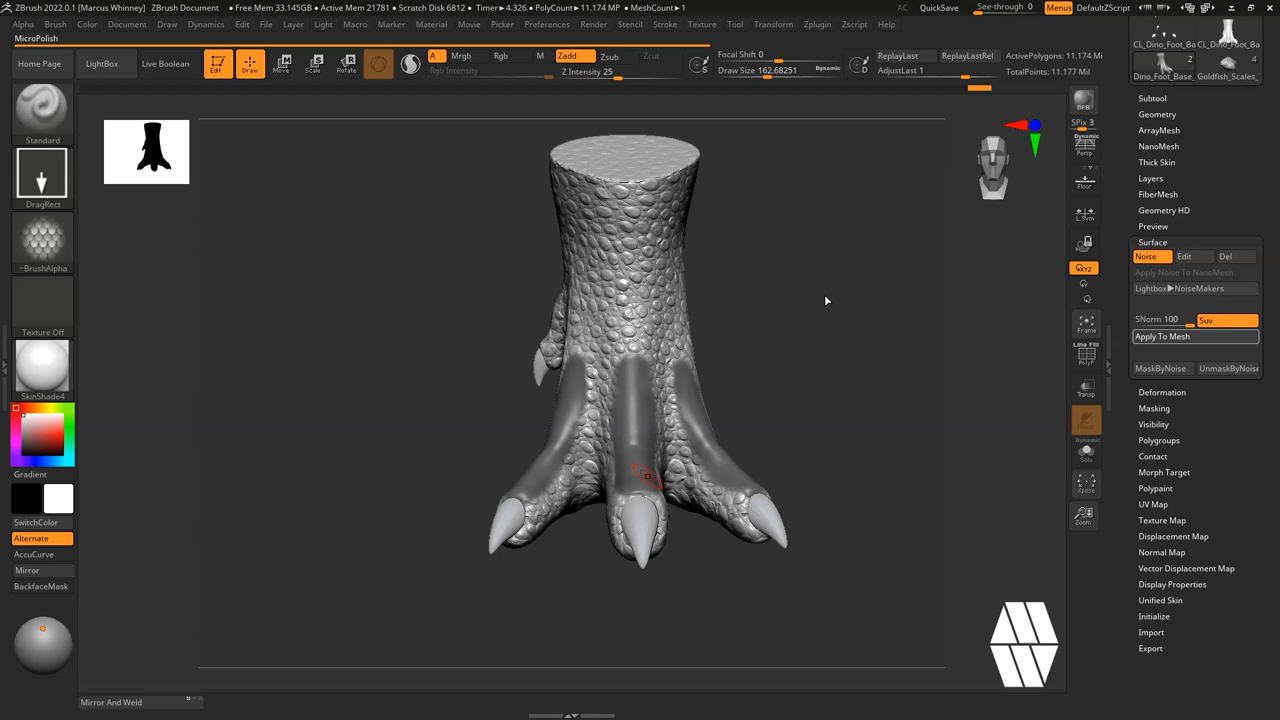 ZBrush 2022.0.1 [Marcus Whinney] ZBrush Document • Free Mem 33.145GB • Active Mem 21781 • Scratch Disk 6812 • Timer▸4.326 • PolyCount▸11.174 MP • MeshCount▸1
AC QuickSave See-through 0 Menus DefaultZScript
Alpha Brush Color Document Draw Dynamics Edit File Layer Light Macro Marker Material Movie Picker Preferences Render Stencil Stroke Texture Tool Transform Zplugin Zscript Help
MicroPolish
Home Page LightBox Live Boolean Edit Draw Move Scale Rotate
A Mrgb Rgb M Zadd Zsub Zcut
Rgb Intensity Z Intensity 25
Focal Shift 0
Draw Size 162.68251 Dynamic
S
D
ReplayLast ReplayLastRel
AdjustLast 1
ActivePolygons: 11.174 Mi
TotalPoints: 11.177 Mil
Standard
DragRect
~BrushAlpha
Texture Off
SkinShade4
Gradient
SwitchColor
Alternate
AccuCurve
Mirror
BackfaceMask
Mirror And Weld
BPR
SPix 3
Dynamic
Persp
Floor
L.Sym
XYZ
Frame
Line Fill
PolyF
Transp
Dynamic
Solo
Xpose
Zoom
CL_Dino_Foot_Ba CL_Dino_Foot_Ba
2 4
Dino_Foot_Base_ Goldfish_Scales_
Subtool
Geometry
ArrayMesh
NanoMesh
Thick Skin
Layers
FiberMesh
Geometry HD
Preview
Surface
Noise Edit Del
Apply Noise To NanoMesh
Lightbox▸NoiseMakers
SNorm 100 Suv
Apply To Mesh
MaskByNoise UnmaskByNois
Deformation
Masking
Visibility
Polygroups
Contact
Morph Target
Polypaint
UV Map
Texture Map
Displacement Map
Normal Map
Vector Displacement Map
Display Properties
Unified Skin
Initialize
Import
Export